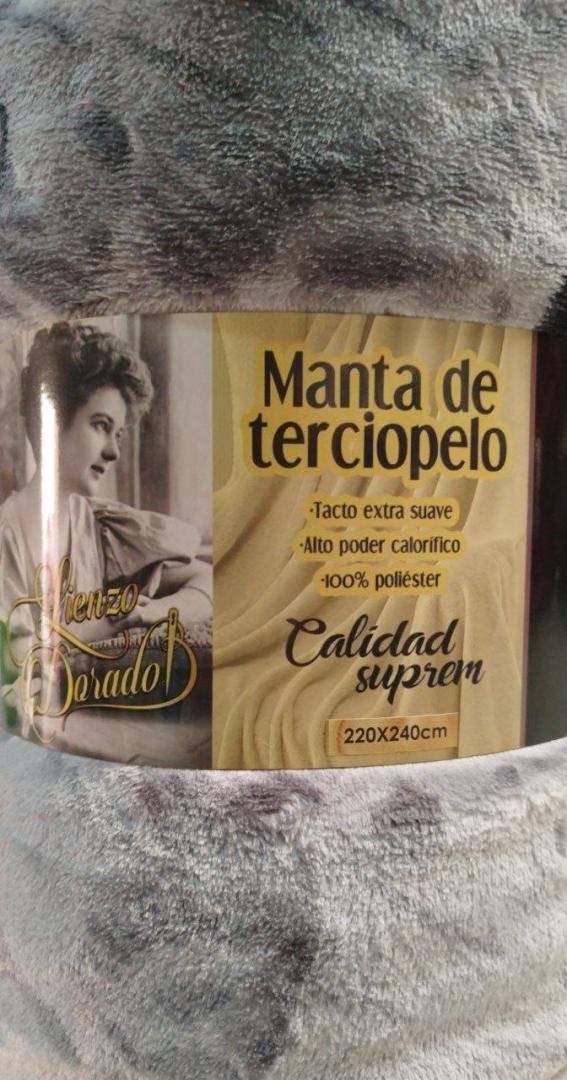 Manta de
terciopelo
·Tacto extra suave
·Alto poder calorífico
·100% poliéster
Calidad
suprem
220X240cm
Lienzo
Dorado